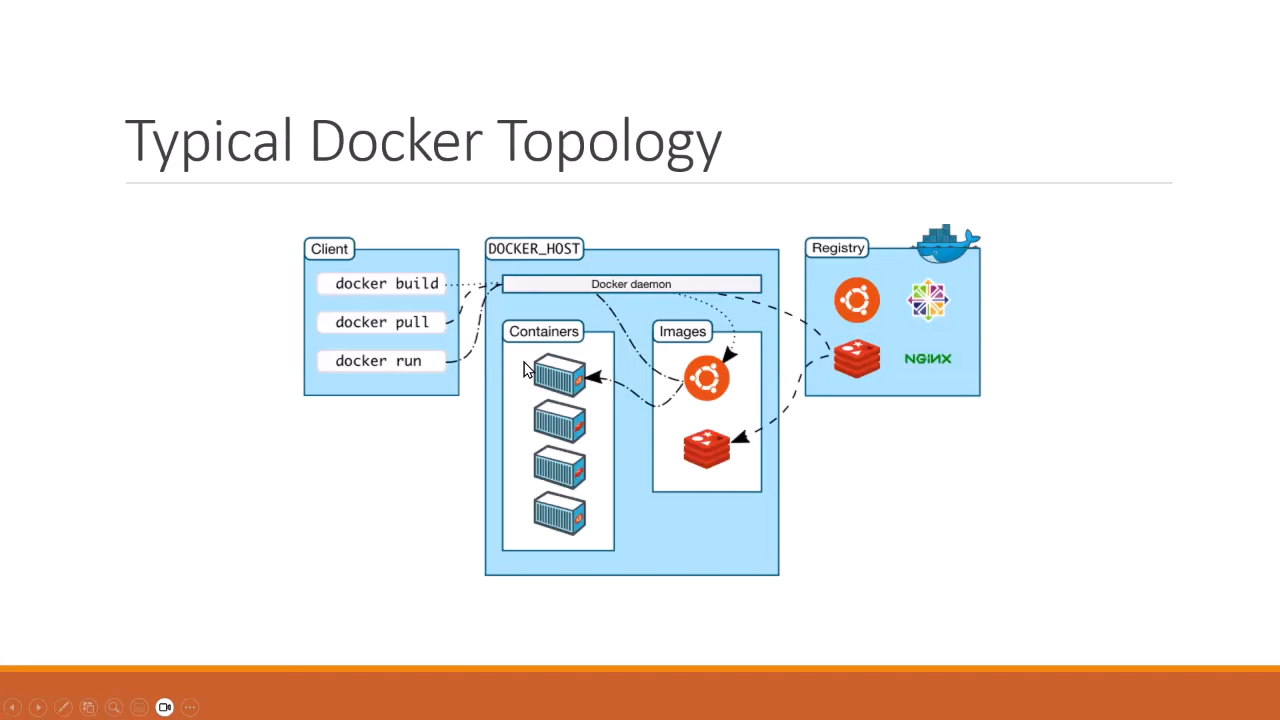 Typical Docker Topology
Client
docker build
docker pull
docker run
DOCKER_HOST
Docker daemon
Containers
Images
Registry
NGINX